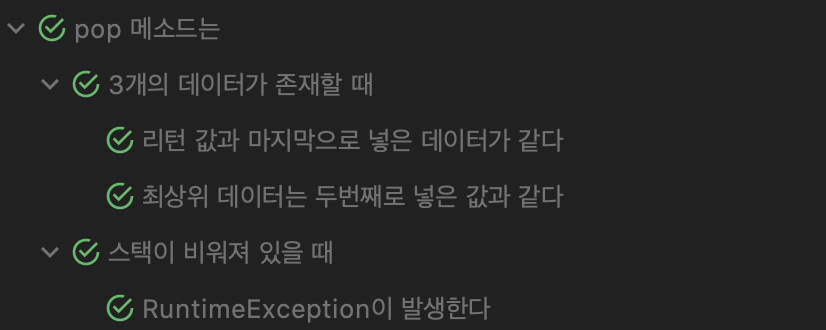 pop 메소드는
3개의 데이터가 존재할 때
리턴 값과 마지막으로 넣은 데이터가 같다
최상위 데이터는 두번째로 넣은 값과 같다
스택이 비워져 있을 때
RuntimeException이 발생한다